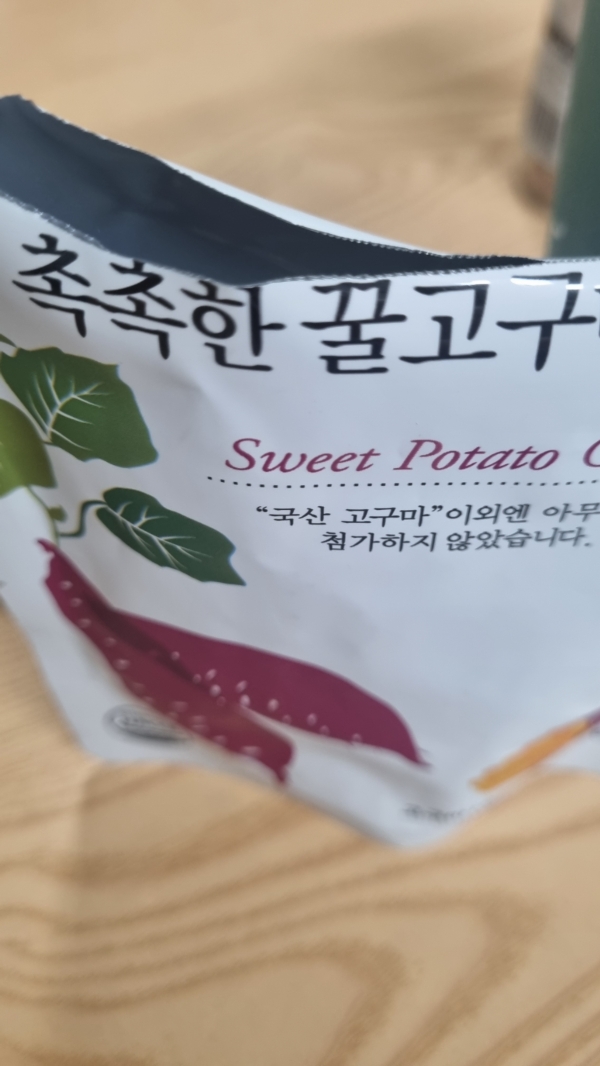 촉촉한 꿀고구
Sweet Potato
“국산 고구마”이외엔 아무
첨가하지 않았습니다.